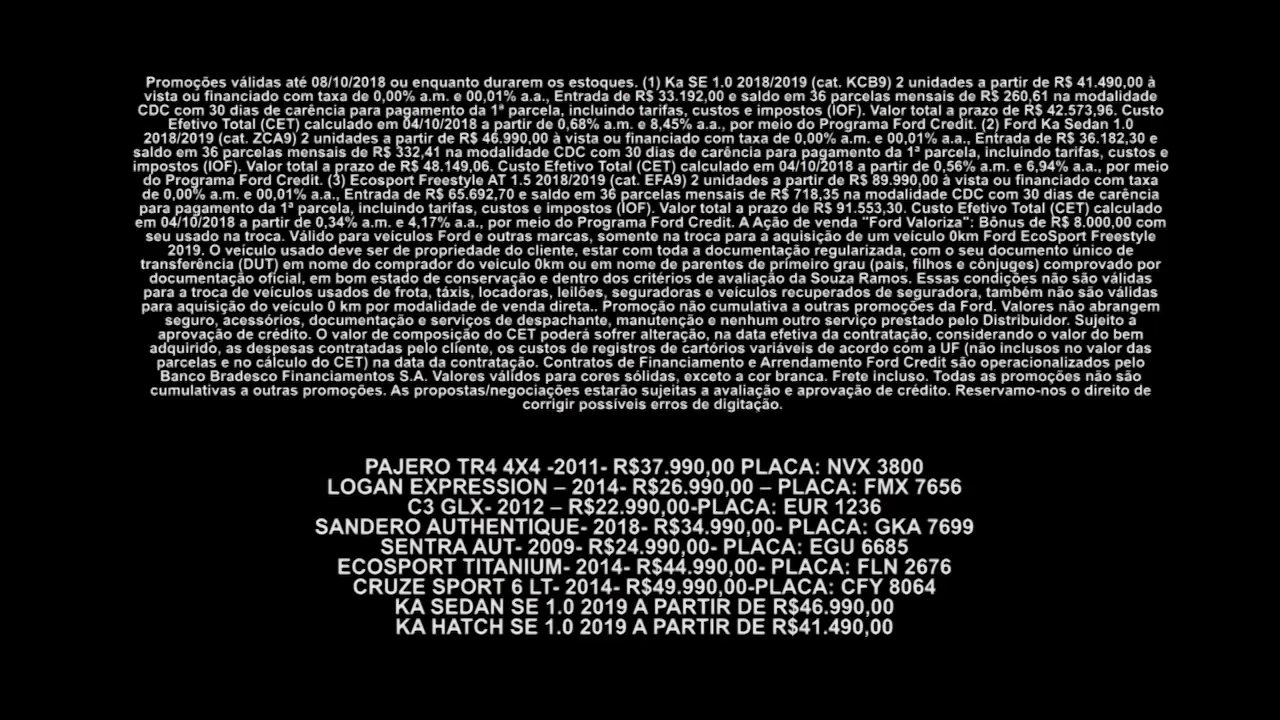 Promoções válidas até 08/10/2018 ou enquanto durarem os estoques. (1) Ka SE 1.0 2018/2019 (cat. KCB9) 2 unidades a partir de R$ 41.490,00 à
vista ou financiado com taxa de 0,00% a.m. e 00,01% a.a., Entrada de R$ 33.192,00 e saldo em 36 parcelas mensais de R$ 260,61 na modalidade
CDC com 30 dias de carência para pagamento da 1ª parcela, incluindo tarifas, custos e impostos (IOF). Valor total a prazo de R$ 42.573,96. Custo
Efetivo Total (CET) calculado em 04/10/2018 a partir de 0,68% a.m. e 8,45% a.a., por meio do Programa Ford Credit. (2) Ford Ka Sedan 1.0
2018/2019 (cat. ZCA9) 2 unidades a partir de R$ 46.990,00 à vista ou financiado com taxa de 0,00% a.m. e 00,01% a.a., Entrada de R$ 36.182,30 e
saldo em 36 parcelas mensais de R$ 332,41 na modalidade CDC com 30 dias de carência para pagamento da 1ª parcela, incluindo tarifas, custos e
impostos (IOF). Valor total a prazo de R$ 48.149,06. Custo Efetivo Total (CET) calculado em 04/10/2018 a partir de 0,56% a.m. e 6,94% a.a., por meio
do Programa Ford Credit. (3) Ecosport Freestyle AT 1.5 2018/2019 (cat. EFA9) 2 unidades a partir de R$ 89.990,00 à vista ou financiado com taxa
de 0,00% a.m. e 00,01% a.a., Entrada de R$ 65.692,70 e saldo em 36 parcelas mensais de R$ 718,35 na modalidade CDC com 30 dias de carência
para pagamento da 1ª parcela, incluindo tarifas, custos e impostos (IOF). Valor total a prazo de R$ 91.553,30. Custo Efetivo Total (CET) calculado
em 04/10/2018 a partir de 0,34% a.m. e 4,17% a.a., por meio do Programa Ford Credit. A Ação de venda "Ford Valoriza": Bônus de R$ 8.000,00 com
seu usado na troca. Válido para veículos Ford e outras marcas, somente na troca para a aquisição de um veículo 0km Ford EcoSport Freestyle
2019. O veículo usado deve ser de propriedade do cliente, estar com toda a documentação regularizada, com o seu documento único de
transferência (DUT) em nome do comprador do veiculo 0km ou em nome de parentes de primeiro grau (pais, filhos e cônjuges) comprovado por
documentação oficial, em bom estado de conservação e dentro dos critérios de avaliação da Souza Ramos. Essas condições não são válidas
para a troca de veículos usados de frota, táxis, locadoras, leilões, seguradoras e veículos recuperados de seguradora, também não são válidas
para aquisição do veículo 0 km por modalidade de venda direta.. Promoção não cumulativa a outras promoções da Ford. Valores não abrangem
seguro, acessórios, documentação e serviços de despachante, manutenção e nenhum outro serviço prestado pelo Distribuidor. Sujeito a
aprovação de crédito. O valor de composição do CET poderá sofrer alteração, na data efetiva da contratação, considerando o valor do bem
adquirido, as despesas contratadas pelo cliente, os custos de registros de cartórios variáveis de acordo com a UF (não inclusos no valor das
parcelas e no cálculo do CET) na data da contratação. Contratos de Financiamento e Arrendamento Ford Credit são operacionalizados pelo
Banco Bradesco Financiamentos S.A. Valores válidos para cores sólidas, exceto a cor branca. Frete incluso. Todas as promoções não são
cumulativas a outras promoções. As propostas/negociações estarão sujeitas a avaliação e aprovação de crédito. Reservamo-nos o direito de
corrigir possíveis erros de digitação.
PAJERO TR4 4X4 -2011- R$37.990,00 PLACA: NVX 3800
LOGAN EXPRESSION – 2014- R$26.990,00 – PLACA: FMX 7656
C3 GLX- 2012 – R$22.990,00-PLACA: EUR 1236
SANDERO AUTHENTIQUE- 2018- R$34.990,00- PLACA: GKA 7699
SENTRA AUT- 2009- R$24.990,00- PLACA: EGU 6685
ECOSPORT TITANIUM- 2014- R$44.990,00- PLACA: FLN 2676
CRUZE SPORT 6 LT- 2014- R$49.990,00-PLACA: CFY 8064
KA SEDAN SE 1.0 2019 A PARTIR DE R$46.990,00
KA HATCH SE 1.0 2019 A PARTIR DE R$41.490,00